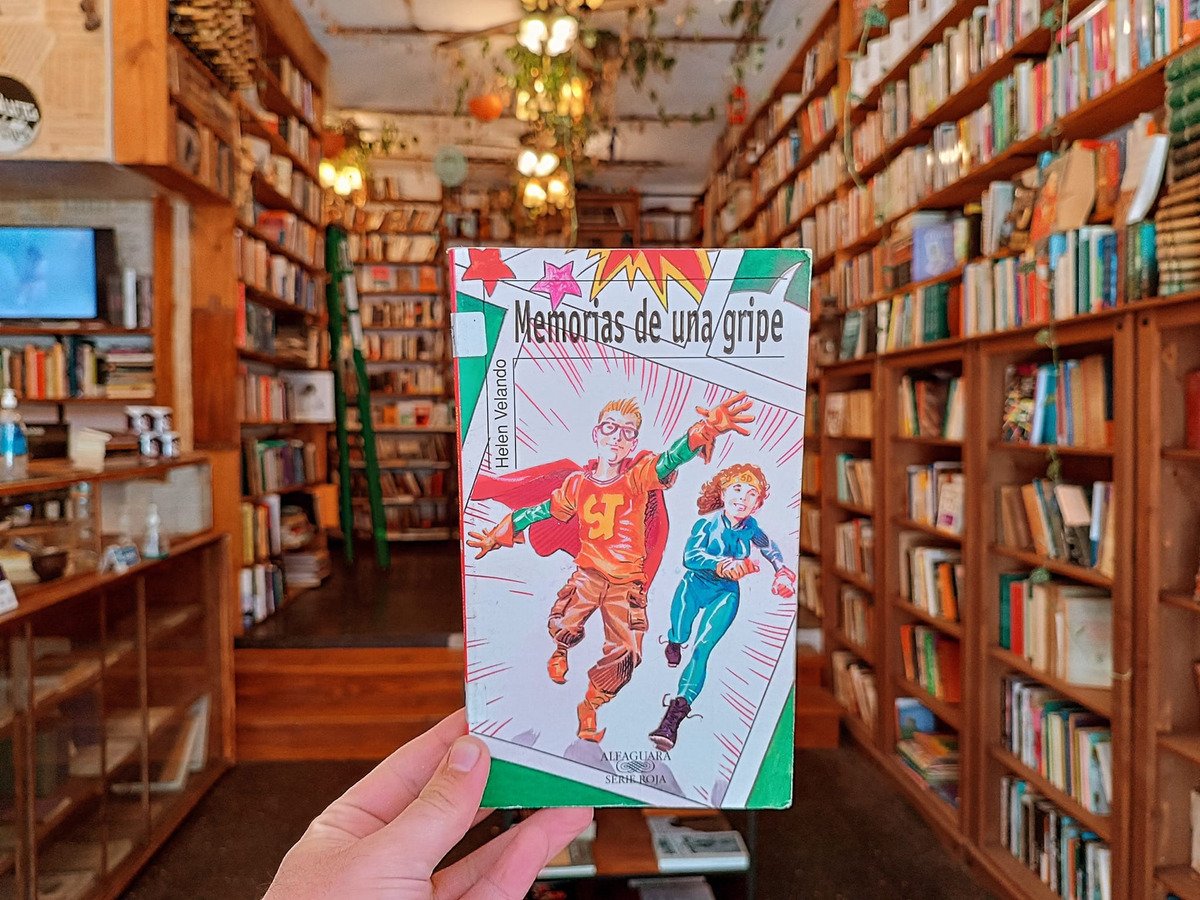 Memorias de una gripe
Helen Velando
ST
ALFAGUARA
SERIE ROJA